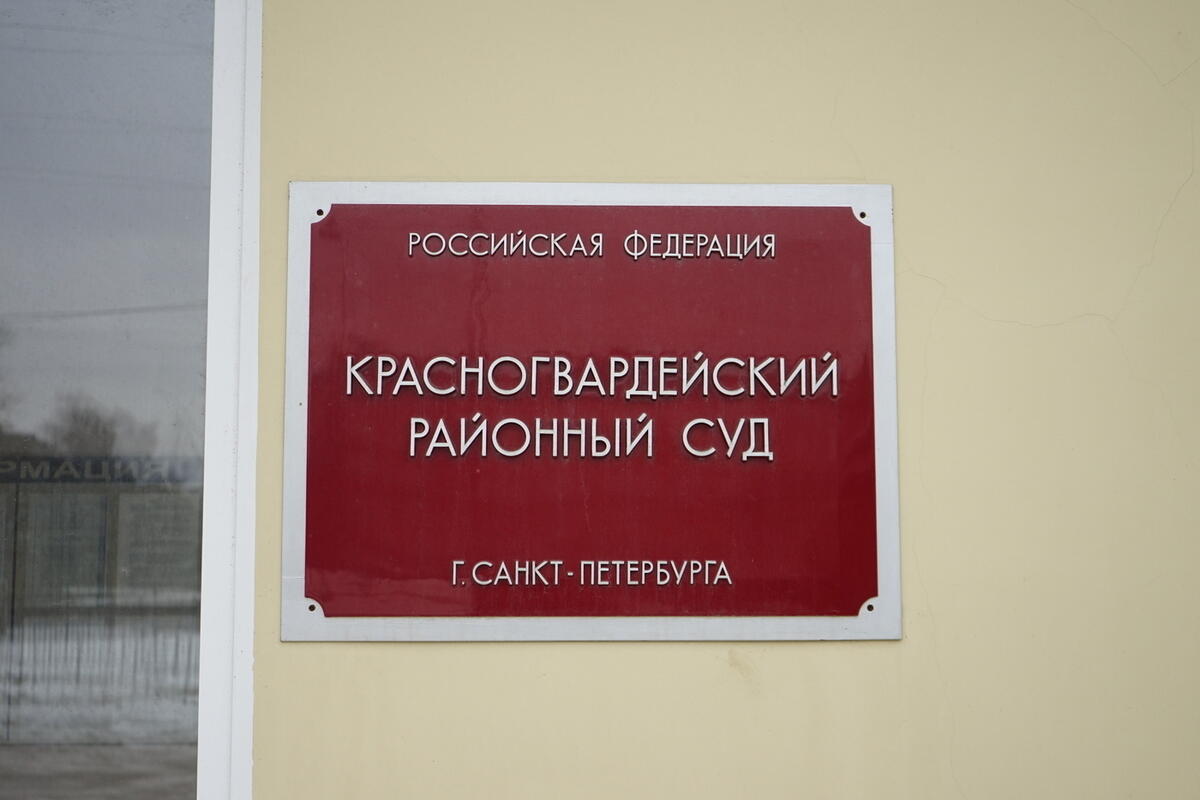 РОССИЙСКАЯ ФЕДЕРАЦИЯ
КРАСНОГВАРДЕЙСКИЙ
РАЙОННЫЙ СУД
Г. САНКТ-ПЕТЕРБУРГА